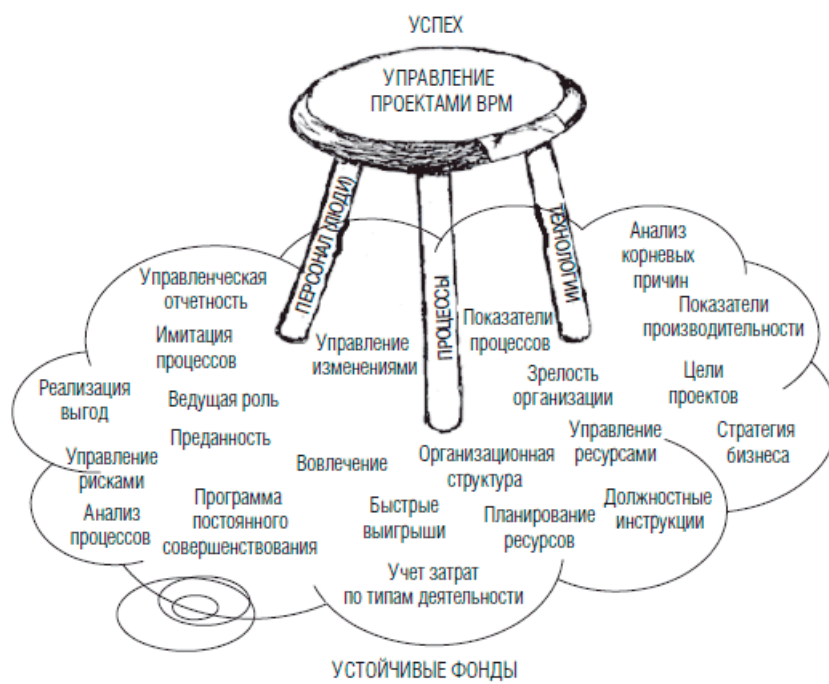 УСПЕХ
УПРАВЛЕНИЕ
ПРОЕКТАМИ BPM
ПЕРСОНАЛ (ЛЮДИ)
ПРОЦЕССЫ
ТЕХНОЛОГИИ
Анализ
корневых
причин
Управленческая
отчетность
Показатели
производительности
Имитация
процессов
Управление
изменениями
Показатели
процессов
Реализация
выгод
Ведущая роль
Зрелость
организации
Цели
проектов
Преданность
Управление
рисками
Вовлечение
Организационная
структура
Управление
ресурсами
Стратегия
бизнеса
Анализ
процессов
Программа
постоянного
совершенствования
Быстрые
выигрыши
Планирование
ресурсов
Должностные
инструкции
Учет затрат
по типам деятельности
УСТОЙЧИВЫЕ ФОНДЫ